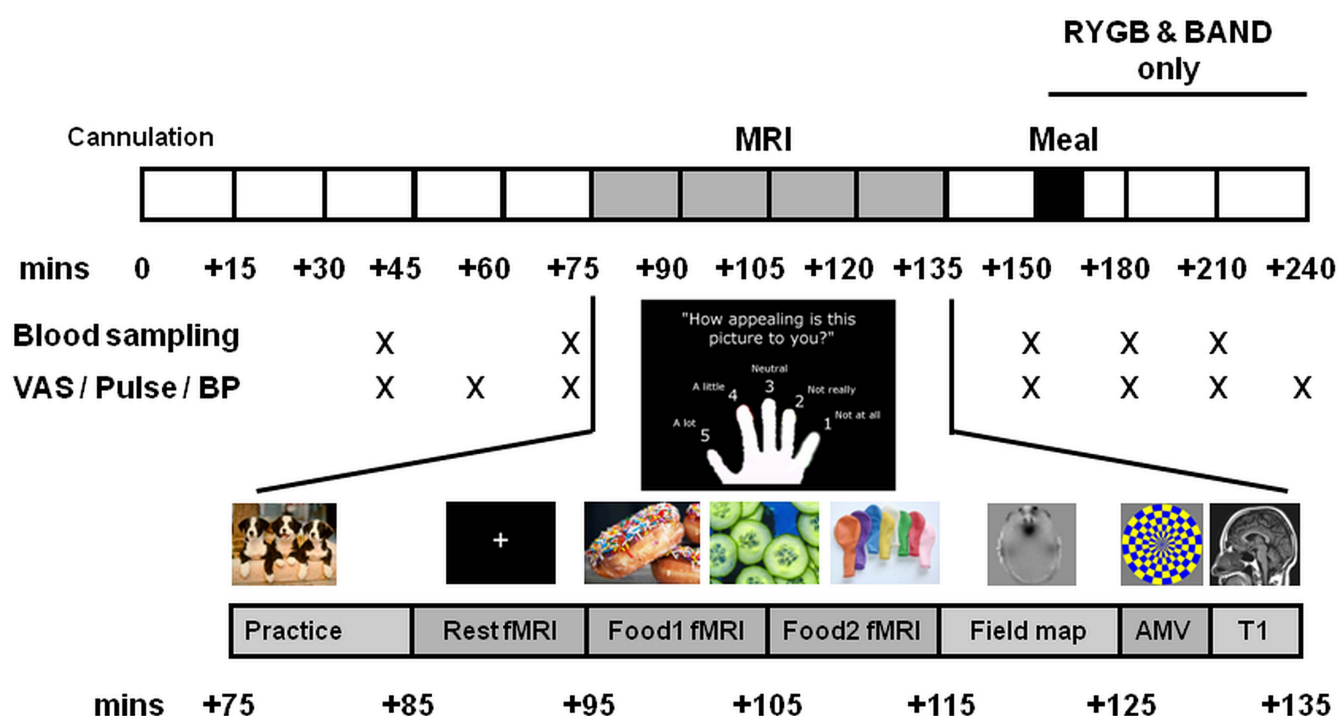 RYGB & BAND
only
Cannulation MRI Meal
mins 0 +15 +30 +45 +60 +75 +90 +105 +120 +135 +150 +180 +210 +240
Blood sampling X X X X X
VAS / Pulse / BP X X X X X X X
"How appealing is this
picture to you?"
Neutral
3
A little
4
Not really
2
Not at all
1
A lot
5
+
Practice Rest fMRI Food1 fMRI Food2 fMRI Field map AMV T1
mins +75 +85 +95 +105 +115 +125 +135